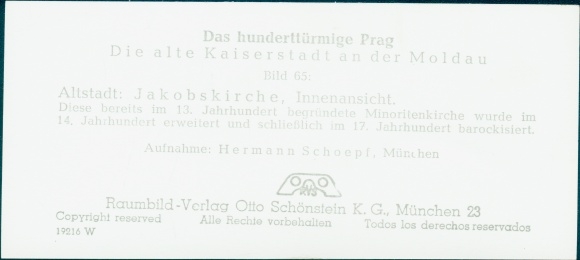 Das hunderttürmige Prag
Die alte Kaiserstadt an der Moldau
Bild 65:
Altstadt: Jakobskirche, Innenansicht.
Diese bereits im 13. Jahrhundert begründete Minoritenkirche wurde im
14. Jahrhundert erweitert und schließlich im 17. Jahrhundert barockisiert.
Aufnahme: Hermann Schoepf, München
RVS
Raumbild-Verlag Otto Schönstein K. G., München 23
Copyright reserved Alle Rechte vorbehalten Todos los derechos reservados
19216 W